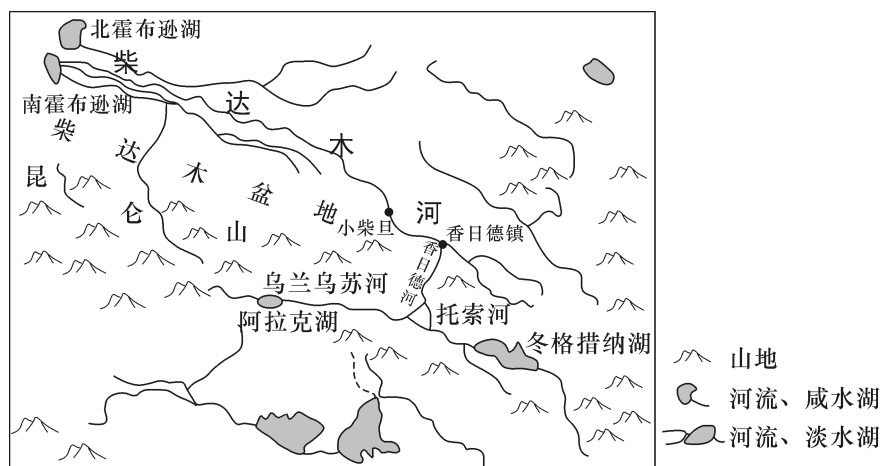 北霍布逊湖
柴达木河
南霍布逊湖
柴达木盆地
昆仑山
小柴旦
香日德镇
香日德河
乌兰乌苏河
阿拉克湖
托索河
冬格措纳湖
山地
河流、咸水湖
河流、淡水湖